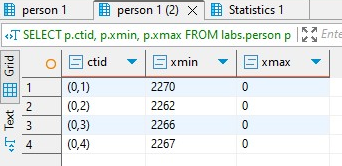 person 1 person 1 (2) Statistics 1
SELECT p.ctid, p.xmin, p.xmax FROM labs.person p
Grid ctid xmin xmax
1 (0,1) 2270 0
2 (0,2) 2262 0
3 (0,3) 2266 0
4 (0,4) 2267 0
Text